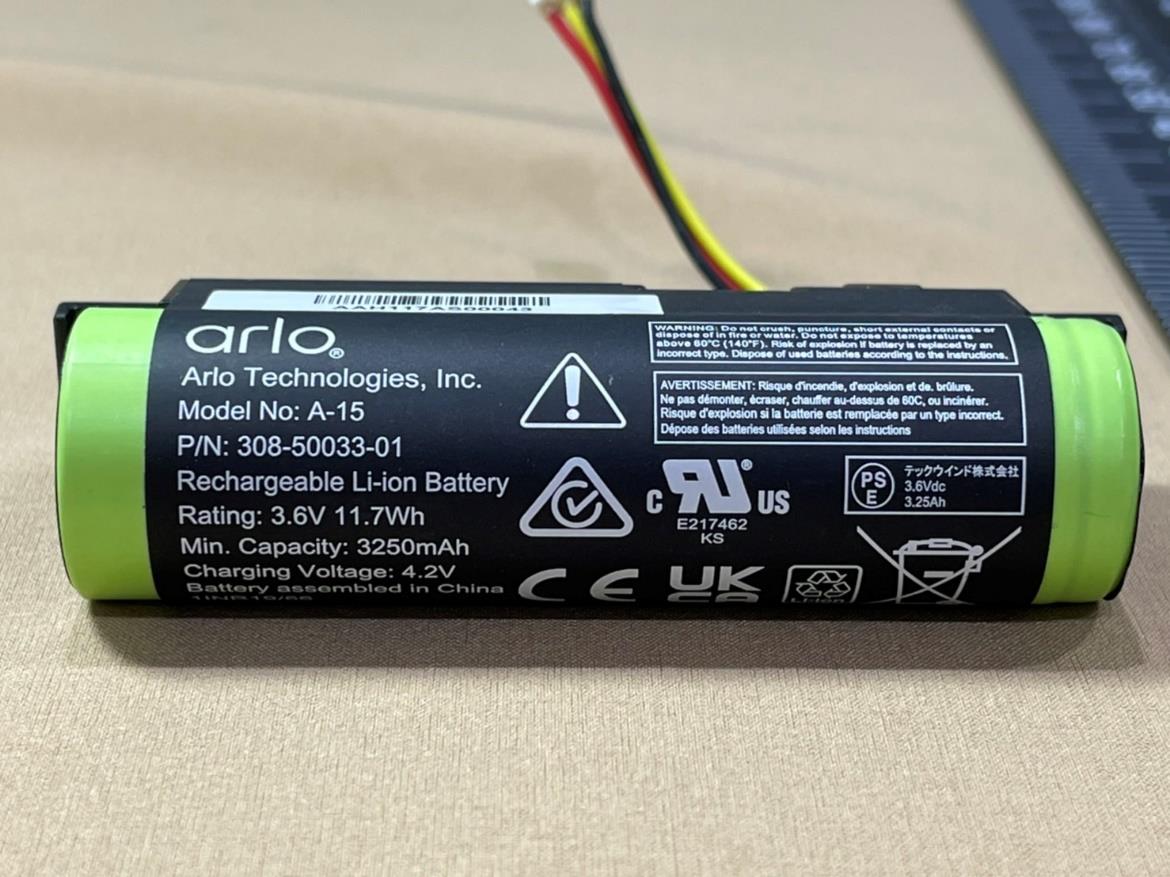 AAH117AS00043
arlo®
Arlo Technologies, Inc.
Model No: A-15
P/N: 308-50033-01
Rechargeable Li-ion Battery
Rating: 3.6V 11.7Wh
Min. Capacity: 3250mAh
Charging Voltage: 4.2V
Battery assembled in China
1INR19/66
WARNING: Do not crush, puncture, short external contacts or
dispose of in fire or water. Do not expose to temperatures
above 60°C (140°F). Risk of explosion if battery is replaced by an
incorrect type. Dispose of used batteries according to the instructions.
AVERTISSEMENT: Risque d'incendie, d'explosion et de. brûlure.
Ne pas démonter, écraser, chauffer au-dessus de 60C, ou incinérer.
Risque d'explosion si la batterie est remplacée par un type incorrect.
Dépose des batteries utilisées selon les instructions
C RU® US
E217462
KS
PS
E
テックウインド株式会社
3.6Vdc
3.25Ah
CE
UK
CA
Li-ion